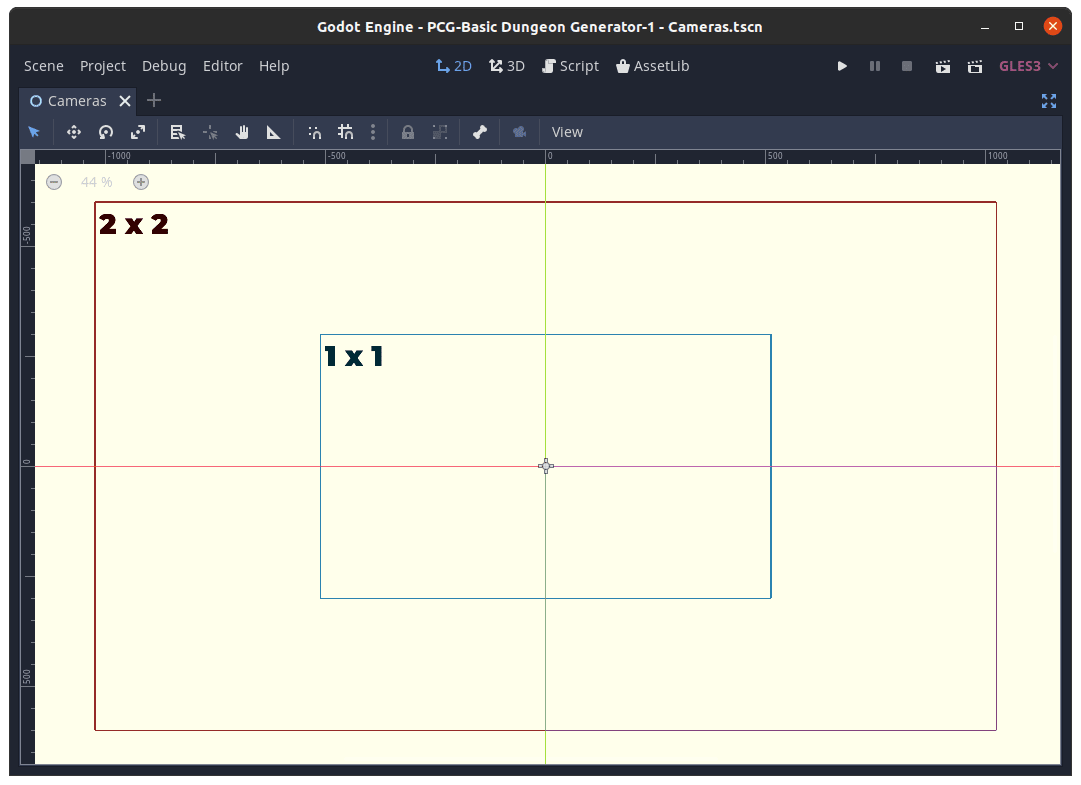 Godot Engine - PCG-Basic Dungeon Generator-1 - Cameras.tscn
Scene Project Debug Editor Help 2D 3D Script AssetLib GLES3
Cameras
View
-1000 -500 0 500 1000
44 %
2 x 2
-500
1 x 1
0
500